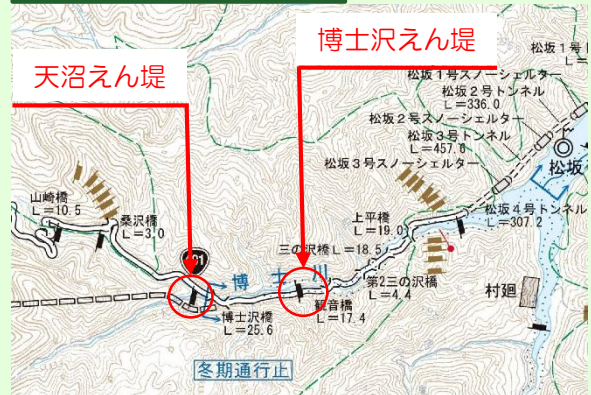 博士沢えん堤
天沼えん堤
松坂1号
L=
松坂1号スノーシェルター
松坂2号トンネル
L=336.0
松坂2号スノーシェルター
松坂3号トンネル
L=457.6
松坂3号スノーシェルター
松坂
山崎橋
L=10.5
桑沢橋
L=3.0
上平橋
L=19.0
松坂4号トンネル
L=307.2
三の沢橋L=18.5
第2三の沢橋
L=4.4
博士川
観音橋
L=17.4
博士沢橋
L=25.6
村廻
冬期通行止